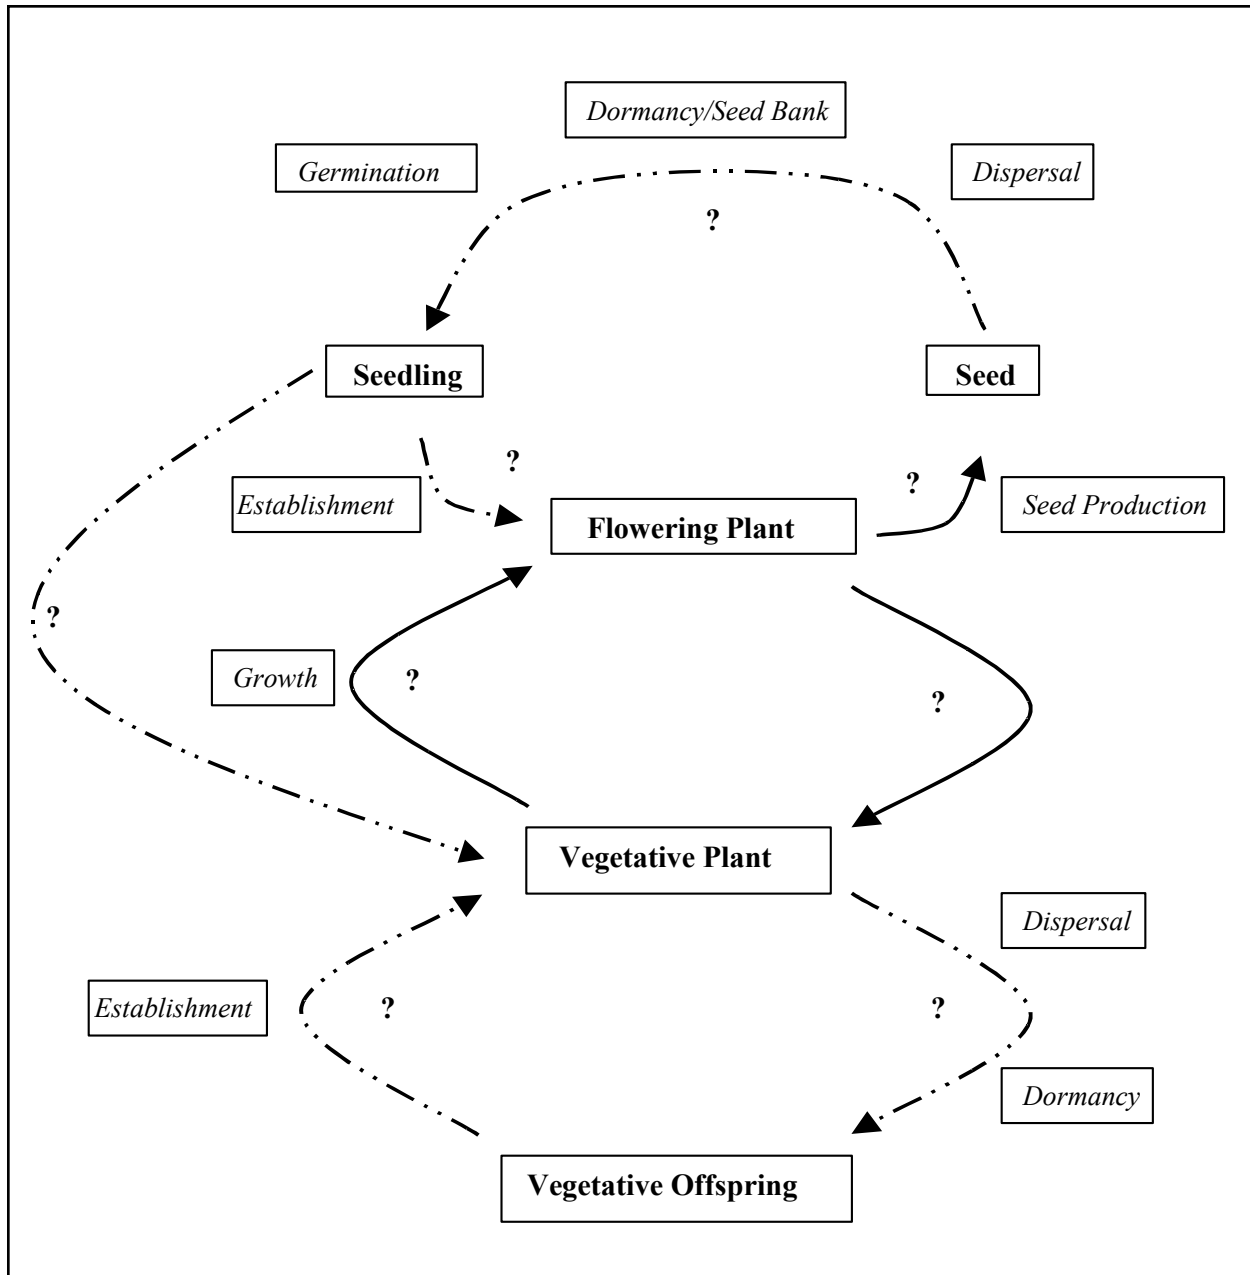 Dormancy/Seed Bank
Germination
Dispersal
?
Seedling
Seed
?
?
Establishment
Seed Production
Flowering Plant
?
Growth
?
?
Vegetative Plant
Dispersal
Establishment
?
?
Dormancy
Vegetative Offspring